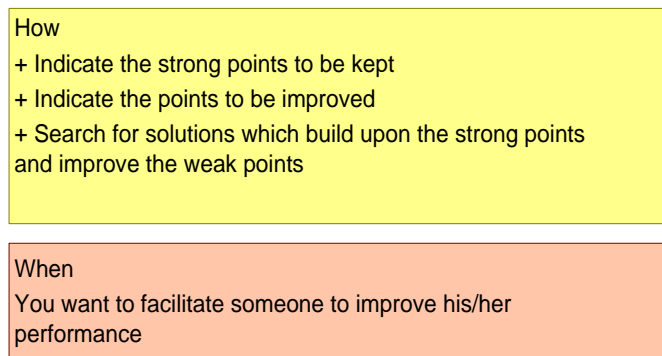 How
+ Indicate the strong points to be kept
+ Indicate the points to be improved
+ Search for solutions which build upon the strong points
and improve the weak points
When
You want to facilitate someone to improve his/her
performance